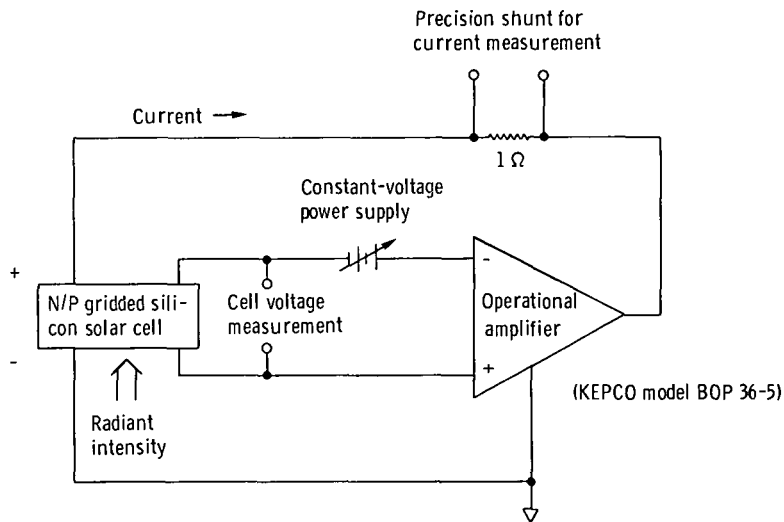 Precision shunt for
current measurement
Current →
1 Ω
Constant-voltage
power supply
+
-
N/P gridded sili-
con solar cell
Cell voltage
measurement
-
Operational
amplifier
+
(KEPCO model BOP 36-5)
Radiant
intensity